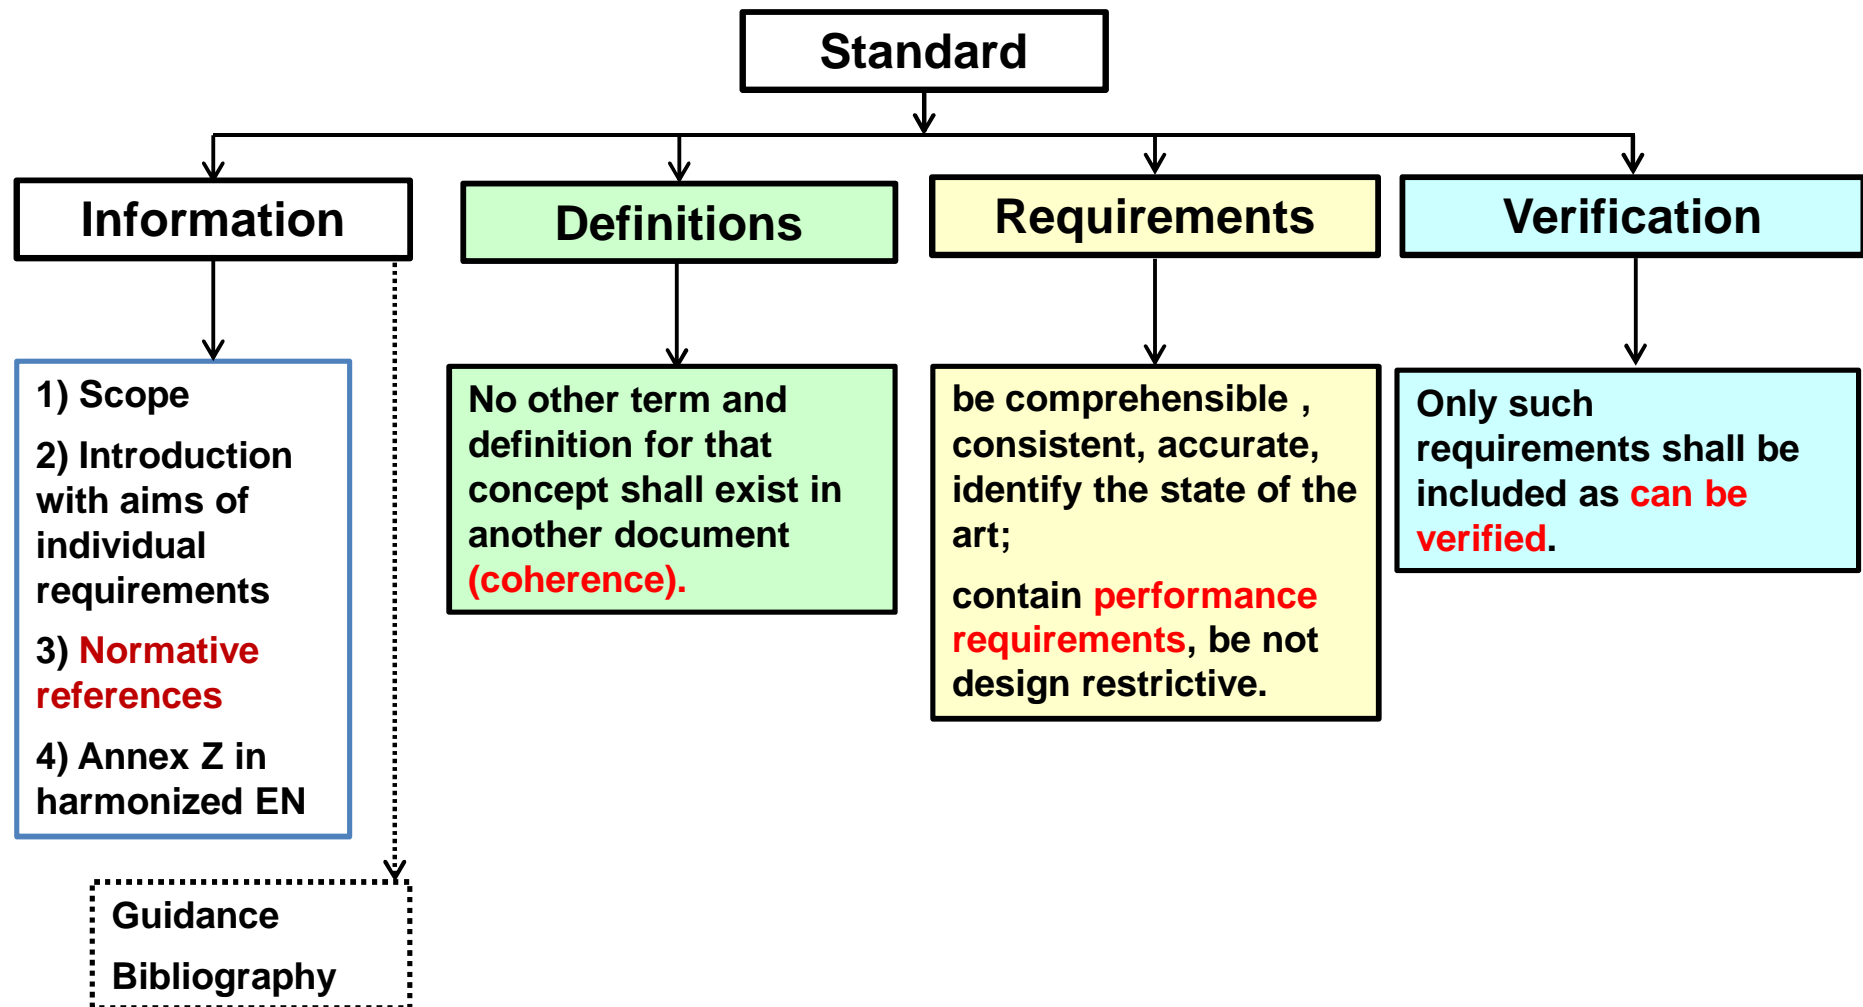 Standard
Information
Definitions
Requirements
Verification
1) Scope
2) Introduction
with aims of
individual
requirements
3) Normative
references
4) Annex Z in
harmonized EN
No other term and
definition for that
concept shall exist in
another document
(coherence).
be comprehensible ,
consistent, accurate,
identify the state of the
art;
contain performance
requirements, be not
design restrictive.
Only such
requirements shall be
included as can be
verified.
Guidance
Bibliography